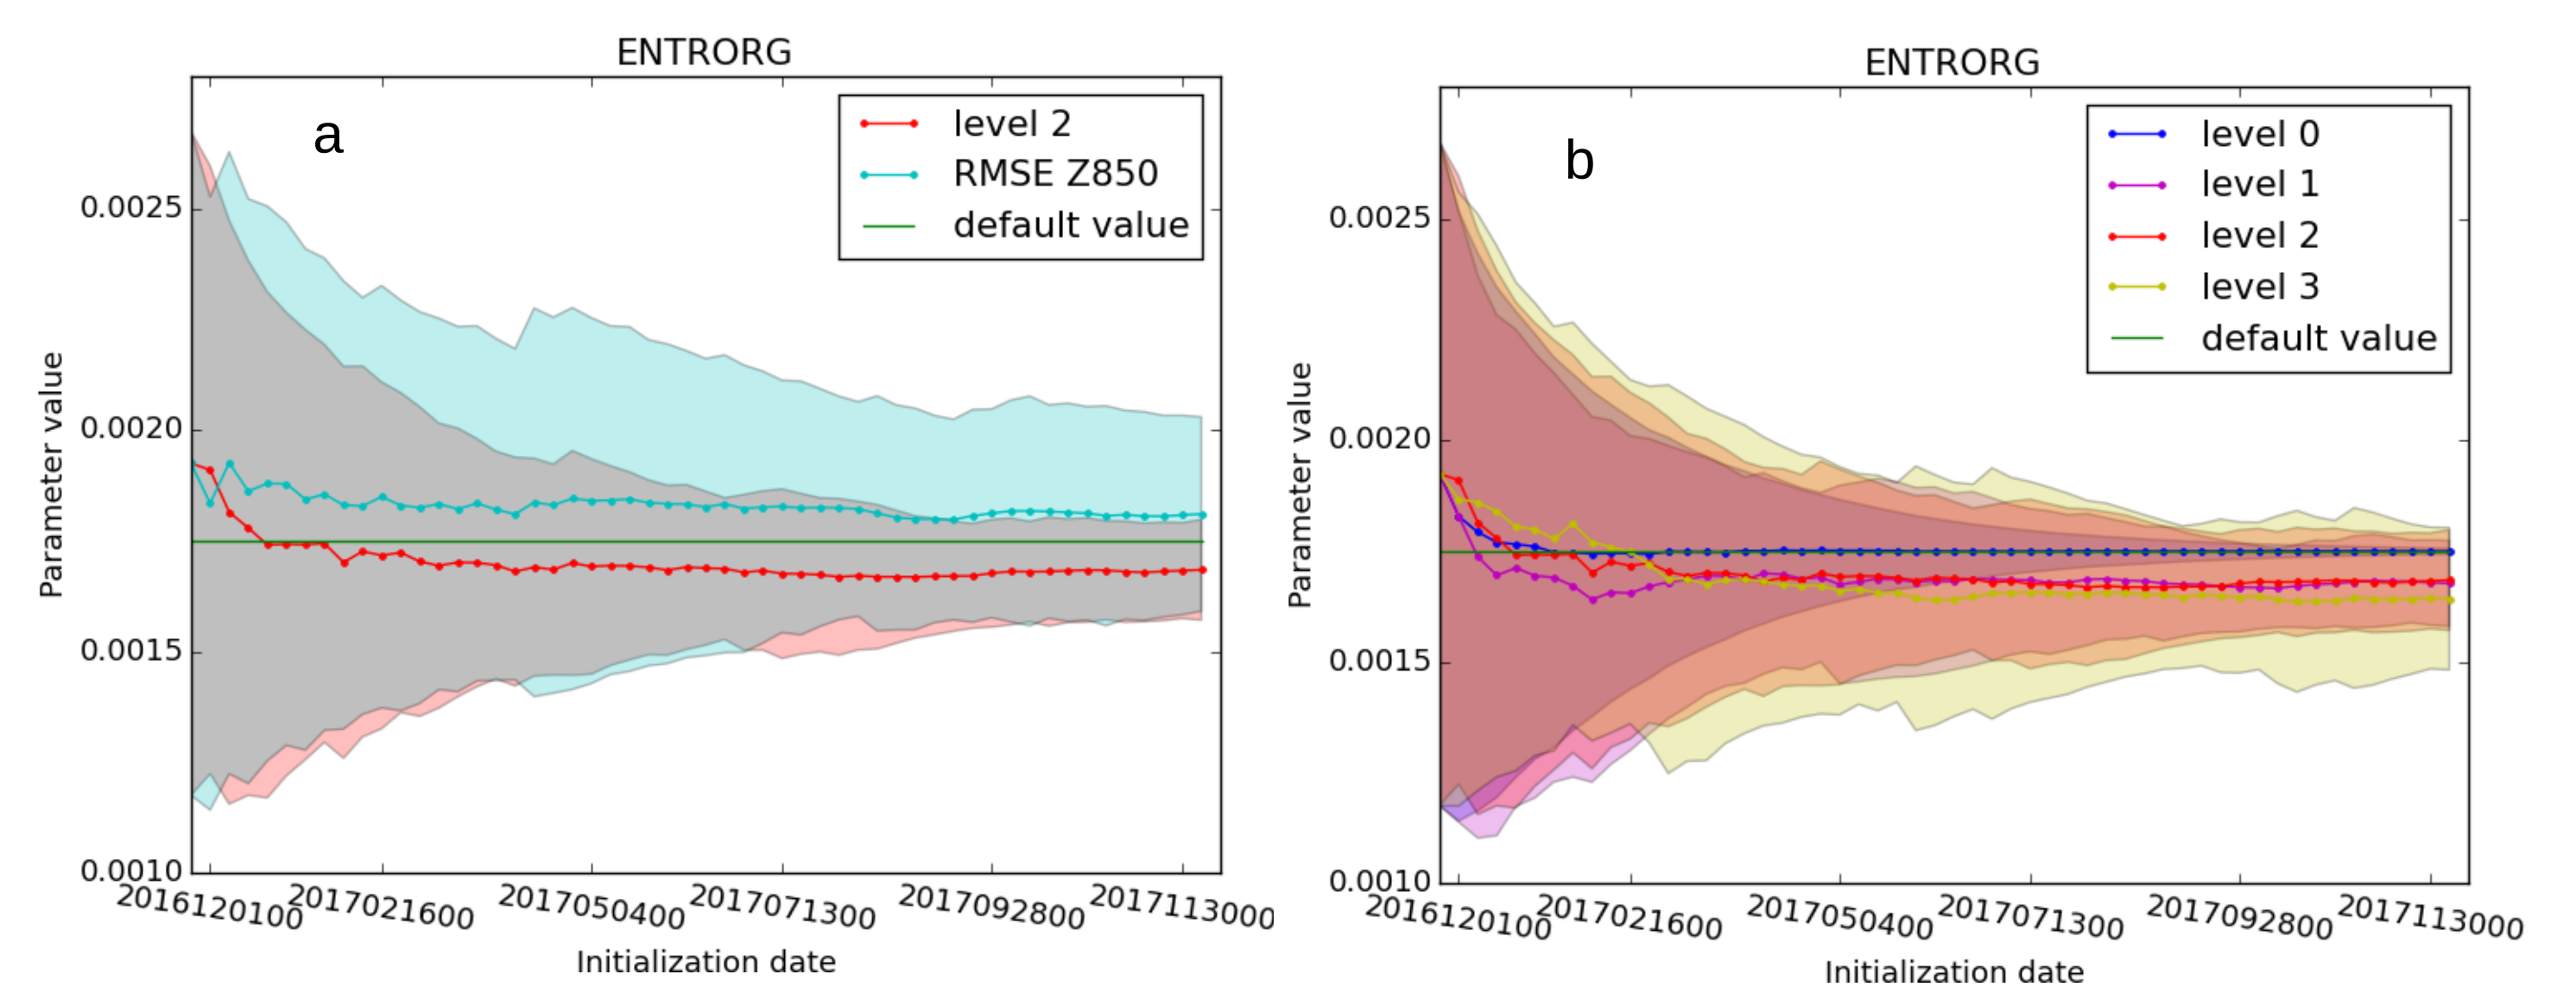 ENTRORG
a
level 2
RMSE Z850
default value
0.0025
0.0020
0.0015
0.0010
Parameter value
2016120100
2017021600
2017050400
2017071300
2017092800
2017113000
Initialization date
ENTRORG
b
level 0
level 1
level 2
level 3
default value
0.0025
0.0020
0.0015
0.0010
Parameter value
2016120100
2017021600
2017050400
2017071300
2017092800
2017113000
Initialization date